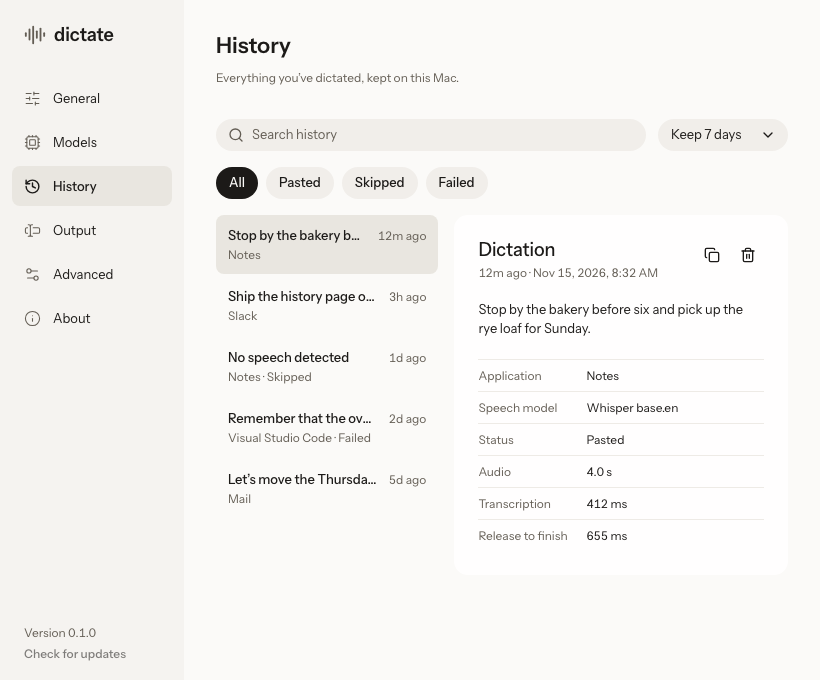 dictate
General
Models
History
Output
Advanced
About
Version 0.1.0
Check for updates
History
Everything you've dictated, kept on this Mac.
Search history
Keep 7 days
All
Pasted
Skipped
Failed
Stop by the bakery b...
12m ago
Notes
Ship the history page o...
3h ago
Slack
No speech detected
1d ago
Notes · Skipped
Remember that the ov...
2d ago
Visual Studio Code · Failed
Let's move the Thursda...
5d ago
Mail
Dictation
12m ago · Nov 15, 2026, 8:32 AM
Stop by the bakery before six and pick up the
rye loaf for Sunday.
Application Notes
Speech model Whisper base.en
Status Pasted
Audio 4.0 s
Transcription 412 ms
Release to finish 655 ms